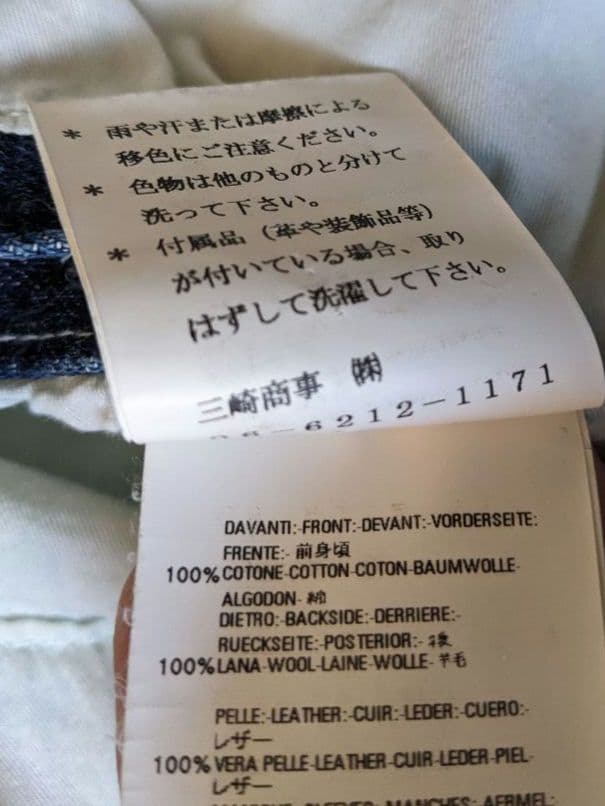 * 雨や汗または摩擦による
移色にご注意ください。
* 色物は他のものと分けて
洗って下さい。
* 付属品（革や装飾品等）
が付いている場合、取り
はずして洗濯して下さい。
三崎商事 ㈱
6212-1171
DAVANTI:-FRONT:-DEVANT:-VORDERSEITE:
FRENTE:- 前身頃
100% COTONE-COTTON-COTON-BAUMWOLLE-
ALGODON- 綿
DIETRO:-BACKSIDE:-DERRIERE:-
RUECKSEITE:-POSTERIOR:- 後
100% LANA-WOOL-LAINE-WOLLE- 羊毛
PELLE:-LEATHER:-CUIR:-LEDER:-CUERO:-
レザー
100% VERA PELLE-LEATHER-CUIR-LEDER-PIEL-
レザー
MANCHES: AERMEL: